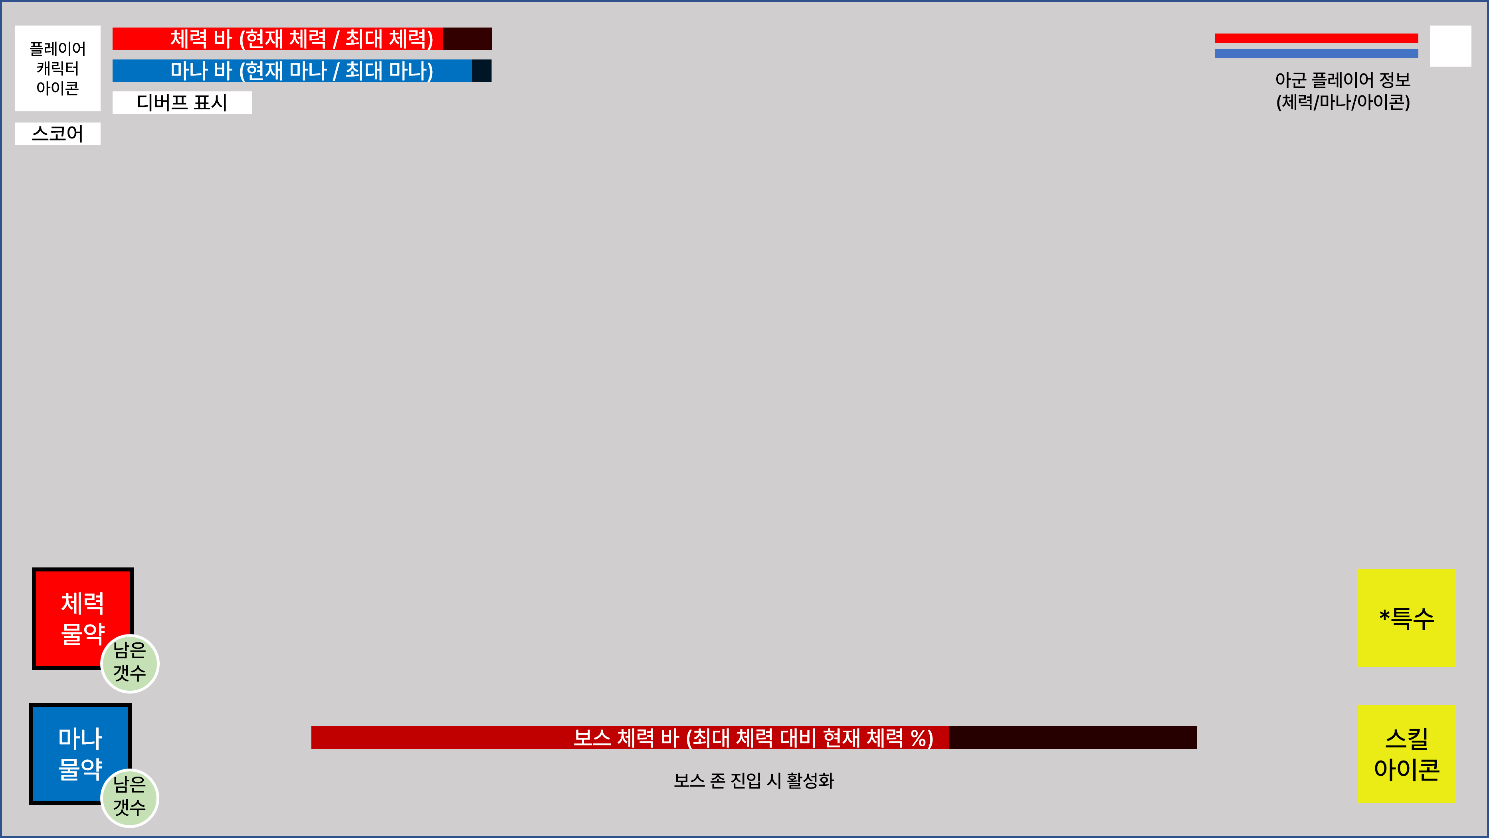 플레이어
캐릭터
아이콘
체력 바 (현재 체력 / 최대 체력)
마나 바 (현재 마나 / 최대 마나)
디버프 표시
스코어
아군 플레이어 정보
(체력/마나/아이콘)
체력
물약
남은
갯수
*특수
마나
물약
남은
갯수
보스 체력 바 (최대 체력 대비 현재 체력 %)
보스 존 진입 시 활성화
스킬
아이콘